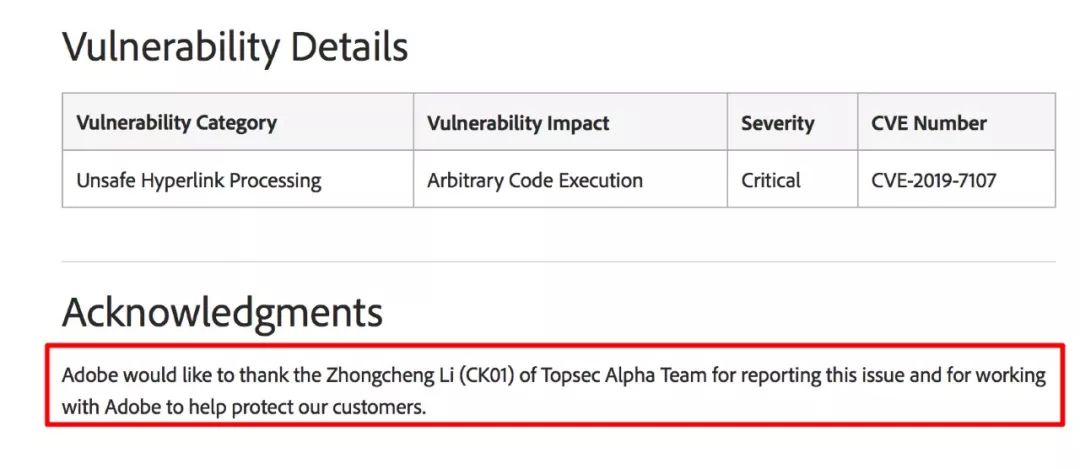 Vulnerability Details
Vulnerability Category Vulnerability Impact Severity CVE Number
Unsafe Hyperlink Processing Arbitrary Code Execution Critical CVE-2019-7107
Acknowledgments
Adobe would like to thank the Zhongcheng Li (CK01) of Topsec Alpha Team for reporting this issue and for working
with Adobe to help protect our customers.